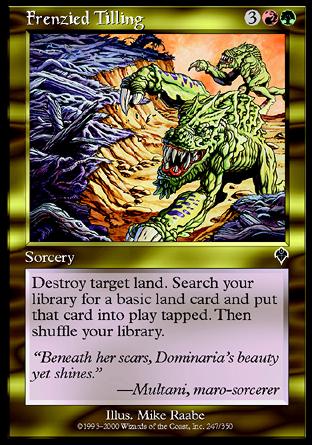 Frenzied Tilling 3
Sorcery
Destroy target land. Search your
library for a basic land card and put
that card into play tapped. Then
shuffle your library.
"Beneath her scars, Dominaria's beauty
yet shines."
—Multani, maro-sorcerer
Illus. Mike Raabe
©1993-2000 Wizards of the Coast, Inc. 247/350